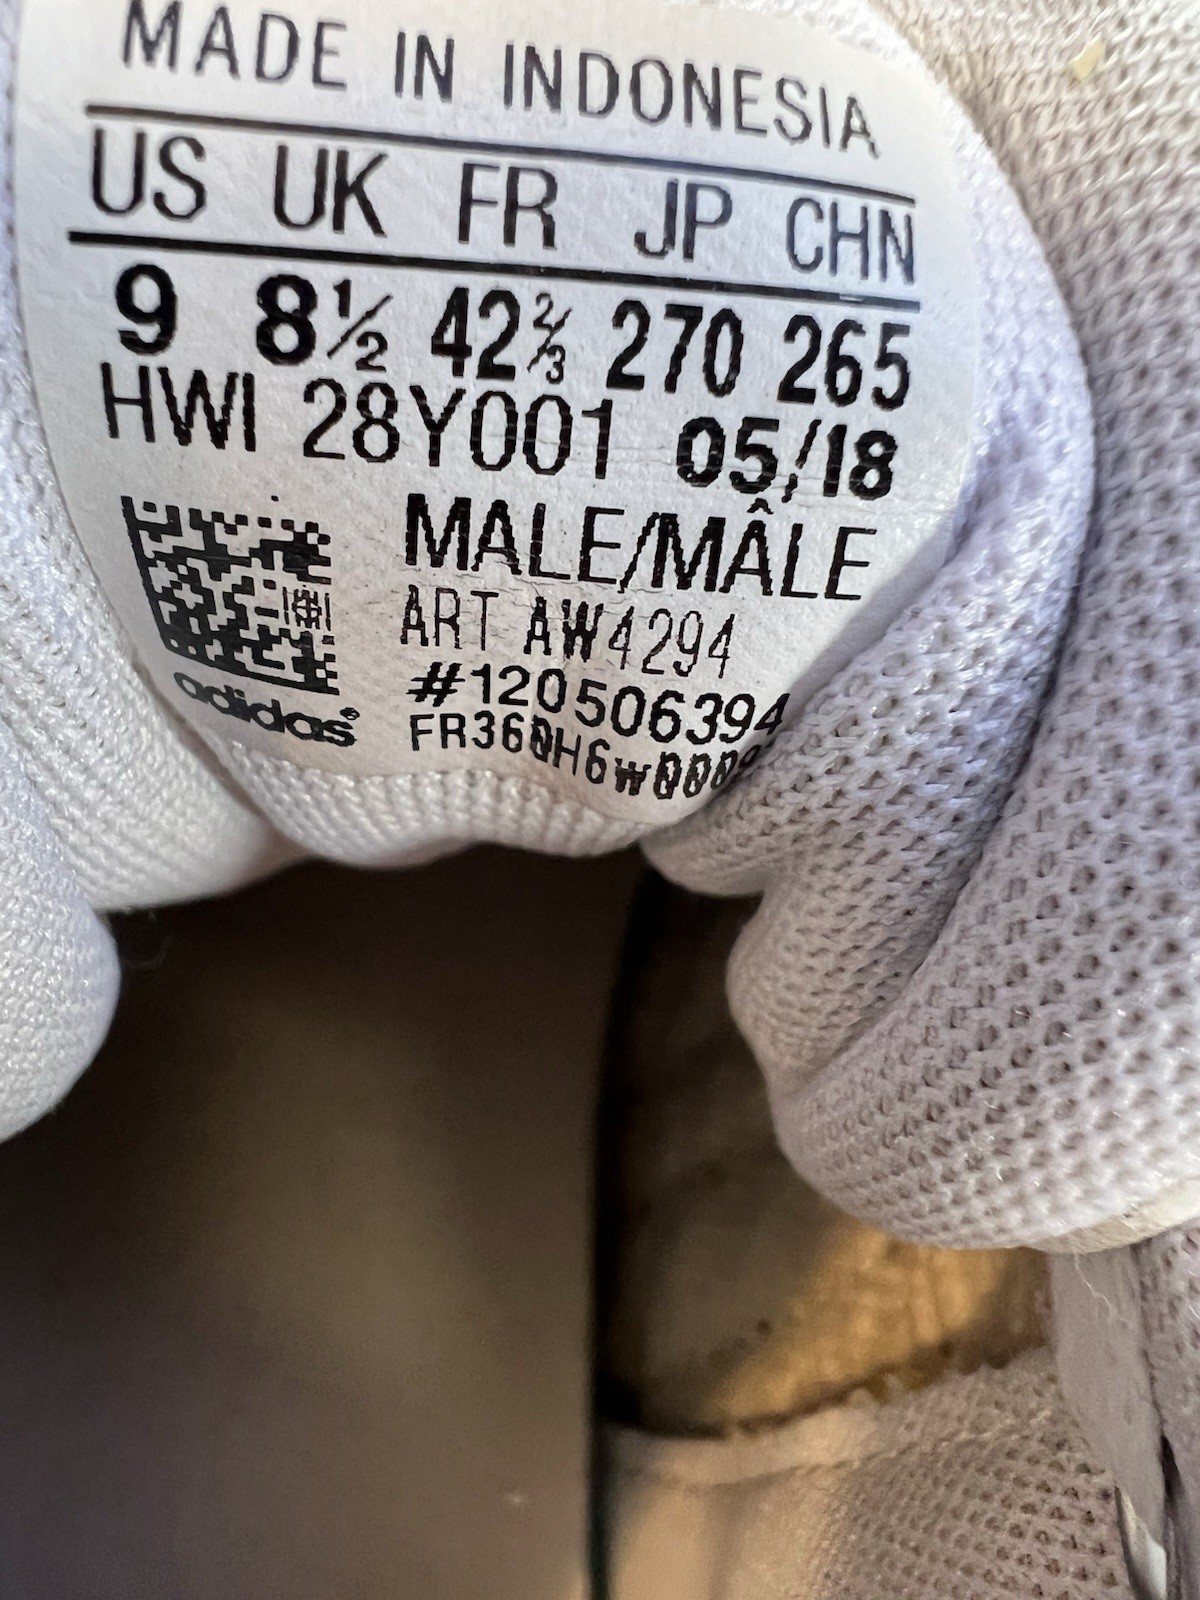 MADE IN INDONESIA
US UK FR JP CHN
9 8½ 42⅔ 270 265
HWI 28Y001 05/18
MALE/MÂLE
ART AW4294
#120506394
adidas®